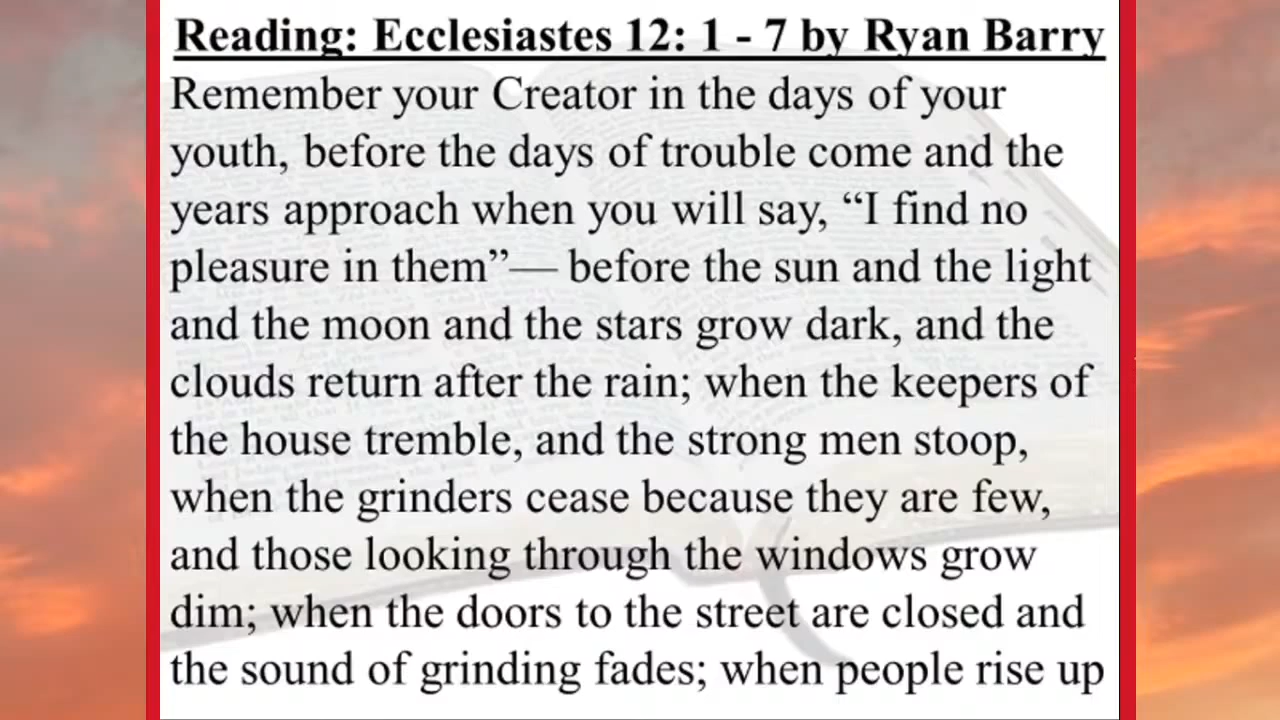 Reading: Ecclesiastes 12: 1 - 7 by Ryan Barry
Remember your Creator in the days of your
youth, before the days of trouble come and the
years approach when you will say, “I find no
pleasure in them”— before the sun and the light
and the moon and the stars grow dark, and the
clouds return after the rain; when the keepers of
the house tremble, and the strong men stoop,
when the grinders cease because they are few,
and those looking through the windows grow
dim; when the doors to the street are closed and
the sound of grinding fades; when people rise up